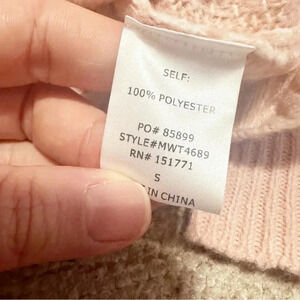 SELF:
100% POLYESTER
PO# 85899
STYLE#MWT4689
RN# 151771
S
IN CHINA